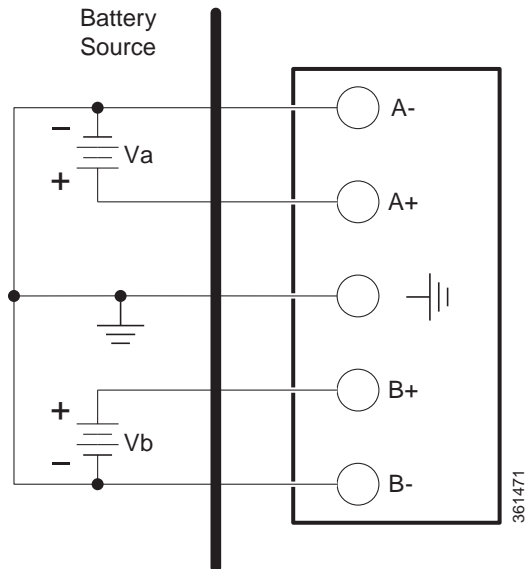 Battery
Source
A-
−
Va
+
A+
+
B+
Vb
−
B-
361471